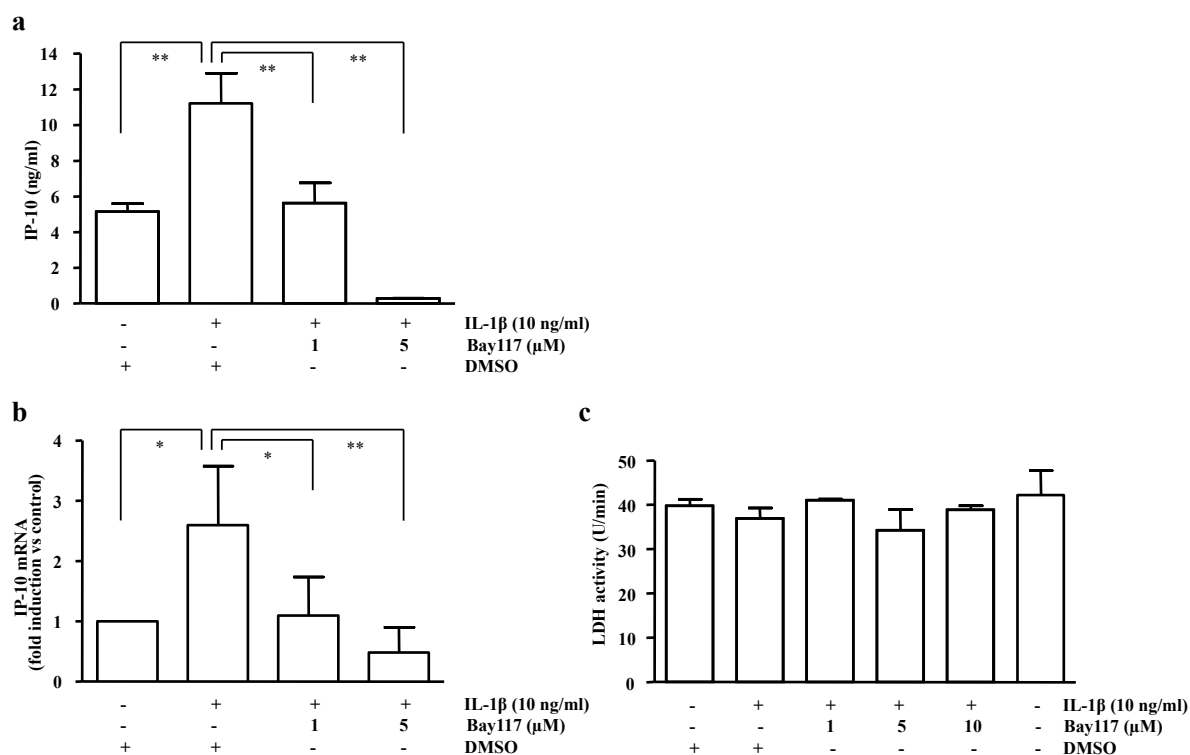 a
** ** **
14
12
10
8
6
4
2
0
IP-10 (ng/ml)
- + + + IL-1β (10 ng/ml)
- - 1 5 Bay117 (µM)
+ + - - DMSO
b
* * **
4
3
2
1
0
IP-10 mRNA
(fold induction vs control)
- + + + IL-1β (10 ng/ml)
- - 1 5 Bay117 (µM)
+ + - - DMSO
c
50
40
30
20
10
0
LDH activity (U/min)
- + + + + - IL-1β (10 ng/ml)
- - 1 5 10 - Bay117 (µM)
+ + - - - - DMSO